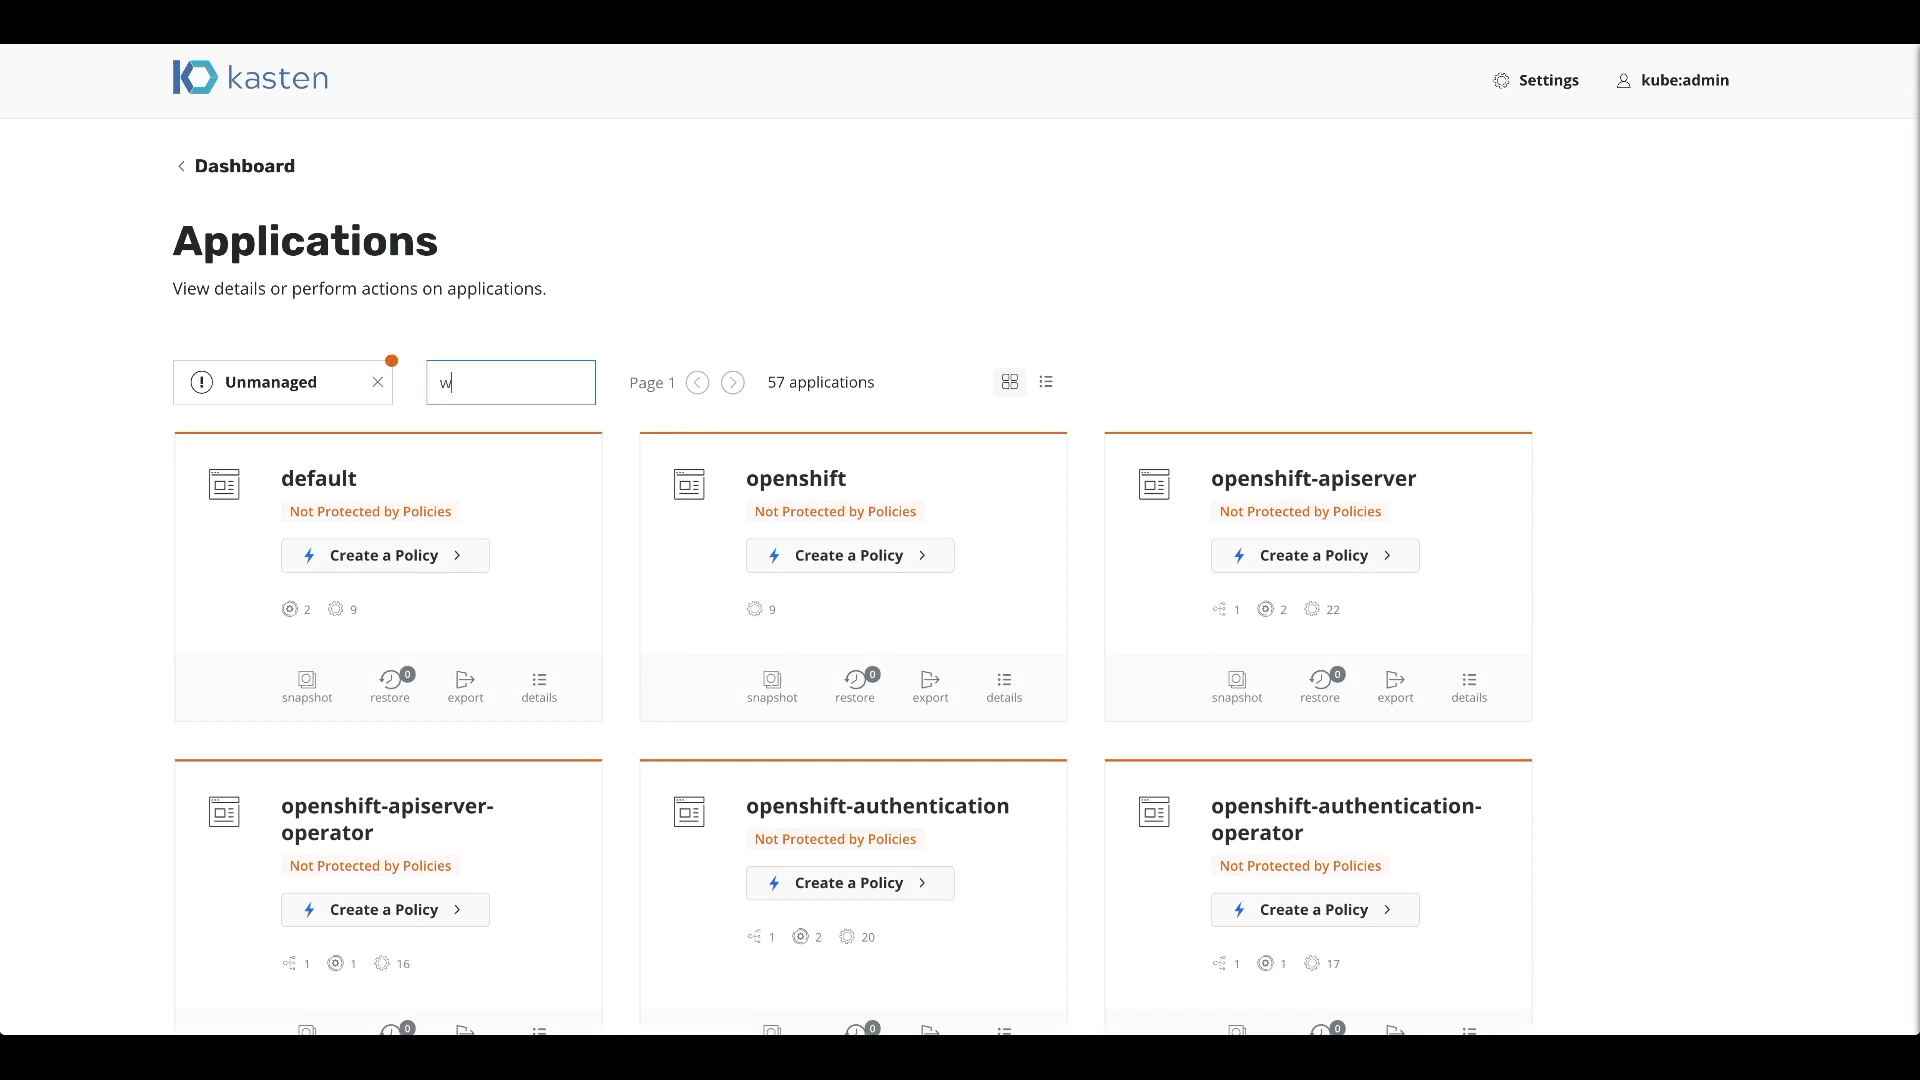 kasten
Settings
kube:admin
Dashboard
Applications
View details or perform actions on applications.
Unmanaged
w
Page 1
57 applications
default
Not Protected by Policies
Create a Policy
2 9
snapshot restore 0 export details
openshift
Not Protected by Policies
Create a Policy
9
snapshot restore 0 export details
openshift-apiserver
Not Protected by Policies
Create a Policy
1 2 22
snapshot restore 0 export details
openshift-apiserver-
operator
Not Protected by Policies
Create a Policy
1 1 16
0
openshift-authentication
Not Protected by Policies
Create a Policy
1 2 20
0
openshift-authentication-
operator
Not Protected by Policies
Create a Policy
1 1 17
0